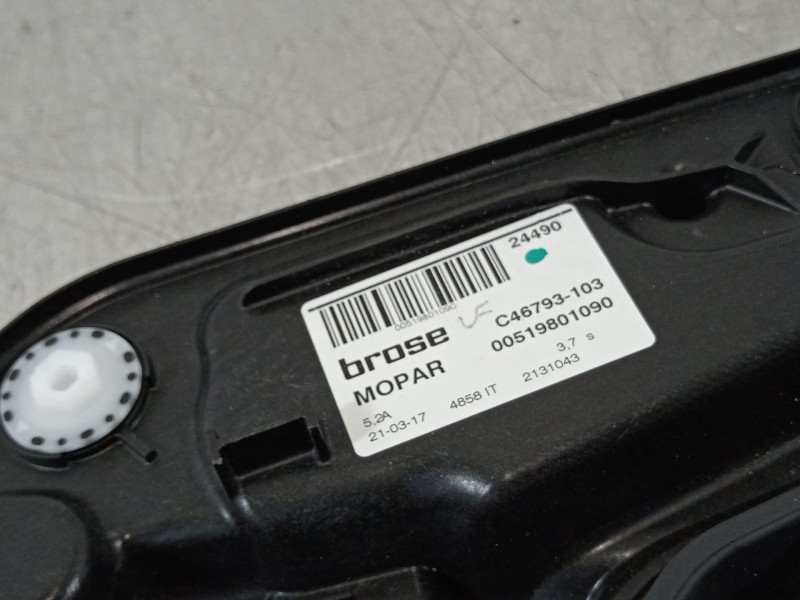 24490
00519801090
brose C46793-103
MOPAR 00519801090
5,2A 3,7 s
21-03-17 4858 IT 2131043